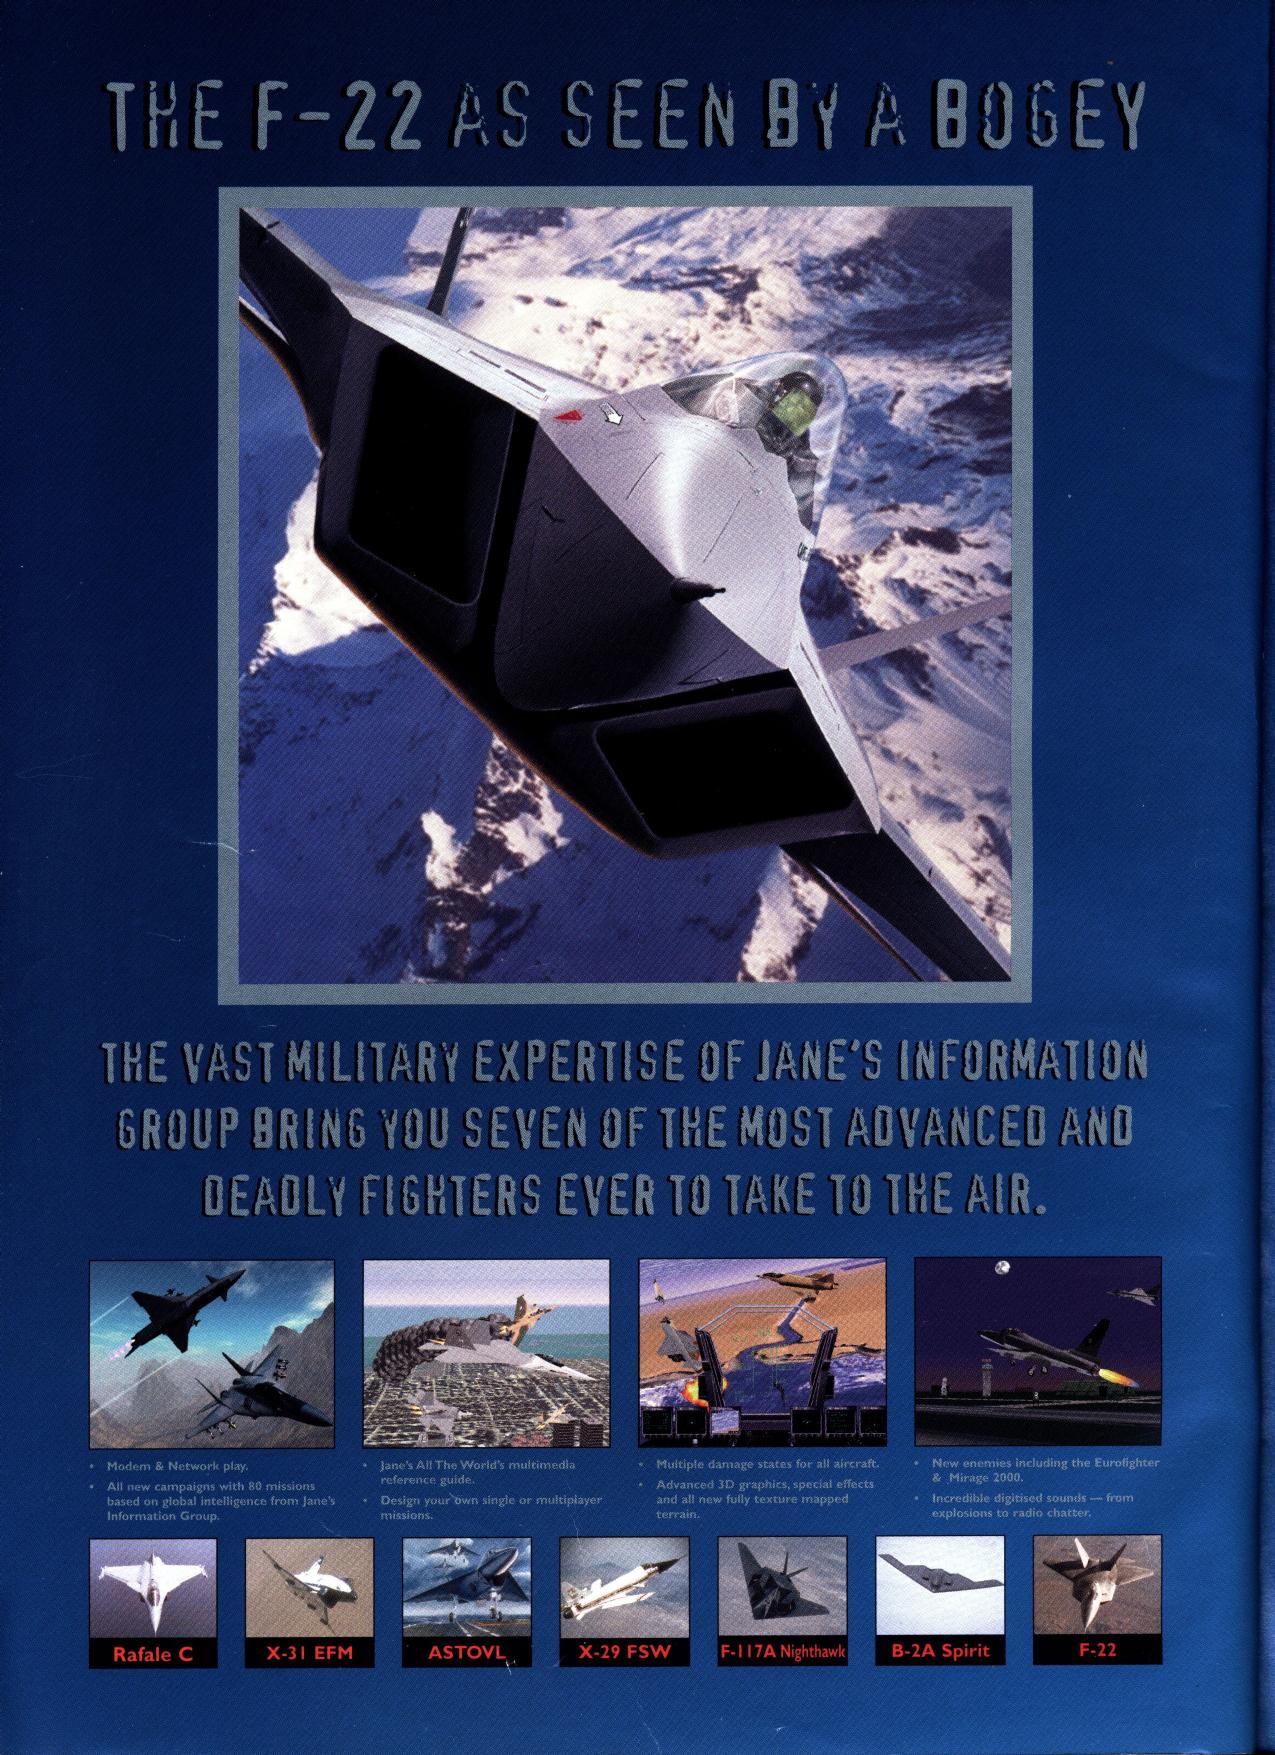 THE F-22 AS SEEN BY A BOGEY
THE VAST MILITARY EXPERTISE OF JANE'S INFORMATION
GROUP BRING YOU SEVEN OF THE MOST ADVANCED AND
DEADLY FIGHTERS EVER TO TAKE TO THE AIR.
• Modem & Network play.
• All new campaigns with 80 missions
based on global intelligence from Jane's
Information Group.
• Jane's All The World's multimedia
reference guide.
• Design your own single or multiplayer
missions.
• Multiple damage states for all aircraft.
• Advanced 3D graphics, special effects
and all new fully texture mapped
terrain.
• New enemies including the Eurofighter
& Mirage 2000.
• Incredible digitised sounds — from
explosions to radio chatter.
Rafale C
X-31 EFM
ASTOVL
X-29 FSW
F-117A Nighthawk
B-2A Spirit
F-22